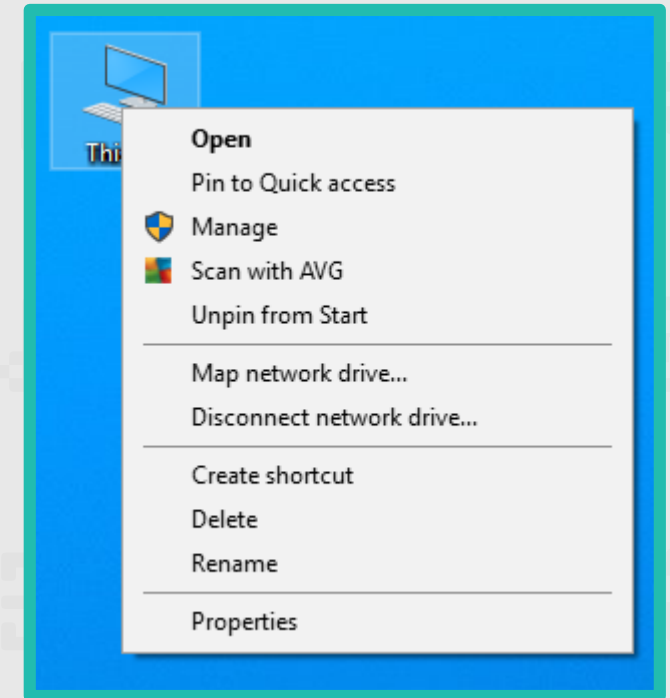 Open
Pin to Quick access
Manage
Scan with AVG
Unpin from Start
Map network drive...
Disconnect network drive...
Create shortcut
Delete
Rename
Properties